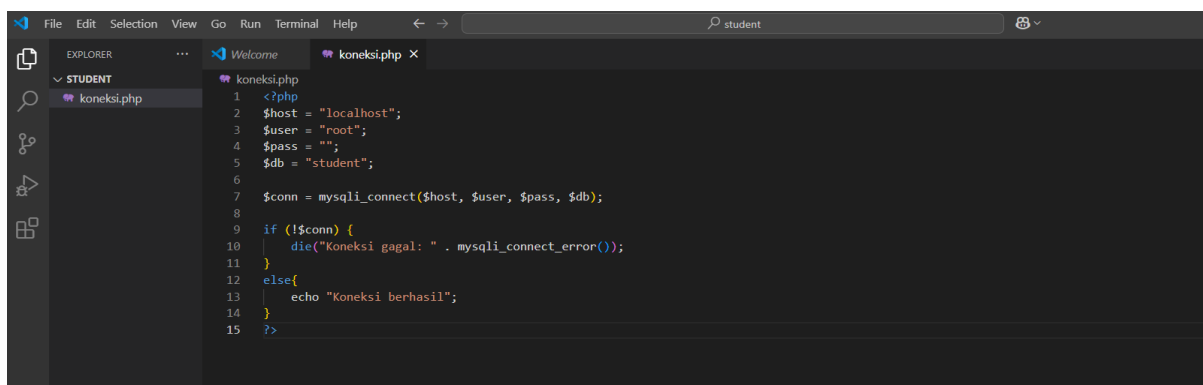 File Edit Selection View Go Run Terminal Help ← → student
EXPLORER ...
Welcome koneksi.php ×
STUDENT
koneksi.php
koneksi.php
1 <?php
2 $host = "localhost";
3 $user = "root";
4 $pass = "";
5 $db = "student";
6
7 $conn = mysqli_connect($host, $user, $pass, $db);
8
9 if (!$conn) {
10 die("Koneksi gagal: " . mysqli_connect_error());
11 }
12 else{
13 echo "Koneksi berhasil";
14 }
15 ?>